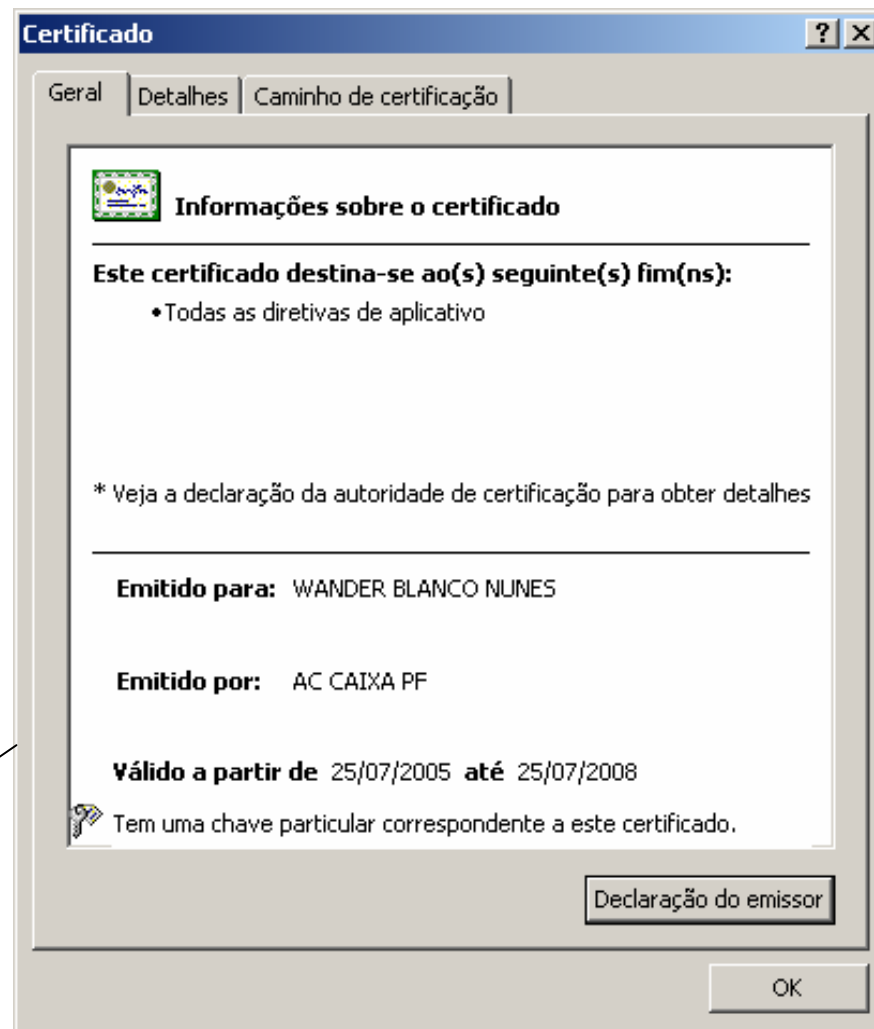 Certificado
Geral Detalhes Caminho de certificação
Informações sobre o certificado
Este certificado destina-se ao(s) seguinte(s) fim(ns):
•Todas as diretivas de aplicativo
* Veja a declaração da autoridade de certificação para obter detalhes
Emitido para: WANDER BLANCO NUNES
Emitido por: AC CAIXA PF
Válido a partir de 25/07/2005 até 25/07/2008
Tem uma chave particular correspondente a este certificado.
Declaração do emissor
OK